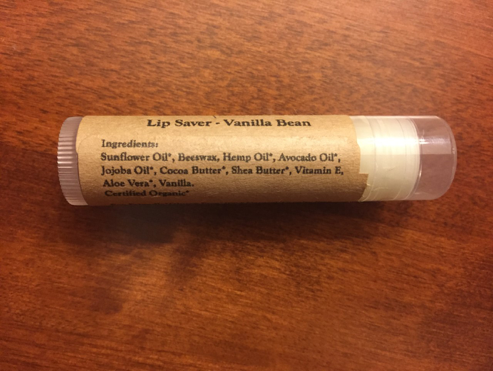 Lip Saver - Vanilla Bean
Ingredients:
Sunflower Oil*, Beeswax, Hemp Oil*, Avocado Oil*,
Jojoba Oil*, Cocoa Butter*, Shea Butter*, Vitamin E,
Aloe Vera*, Vanilla.
Certified Organic*